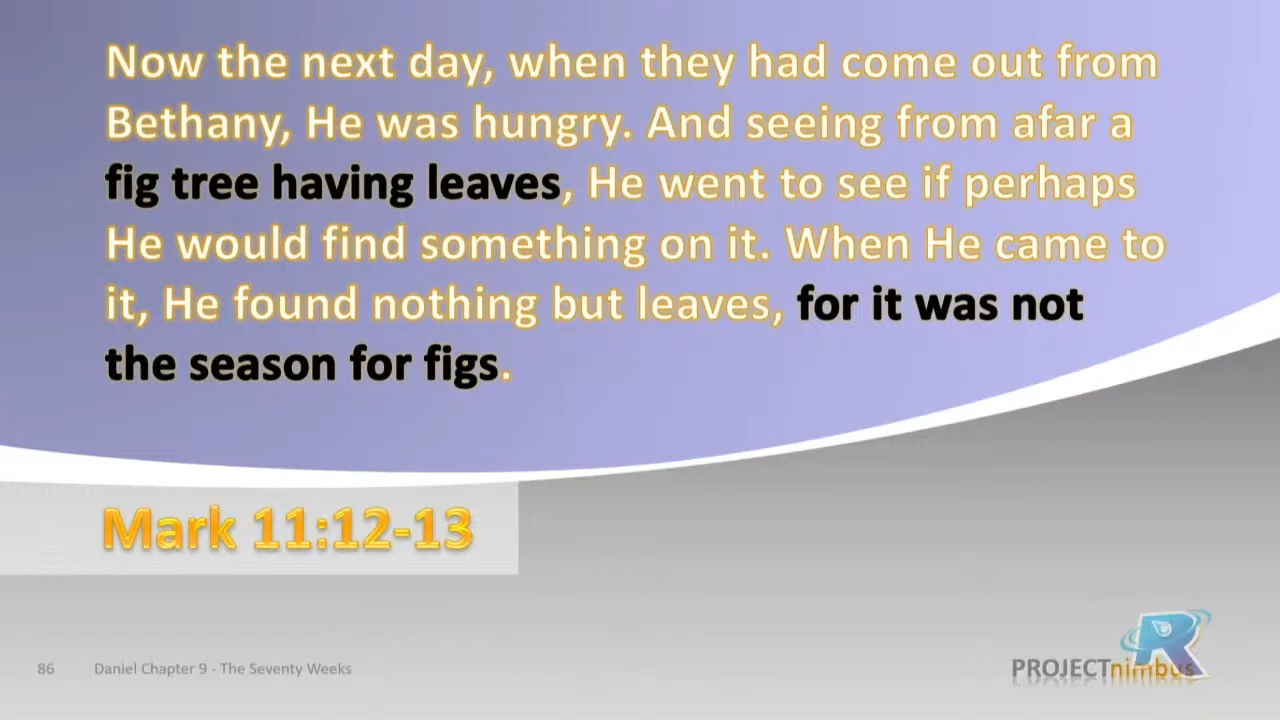 Now the next day, when they had come out from
Bethany, He was hungry. And seeing from afar a
fig tree having leaves, He went to see if perhaps
He would find something on it. When He came to
it, He found nothing but leaves, for it was not
the season for figs.
Mark 11:12-13
86 Daniel Chapter 9 - The Seventy Weeks
PROJECTnimbus
R